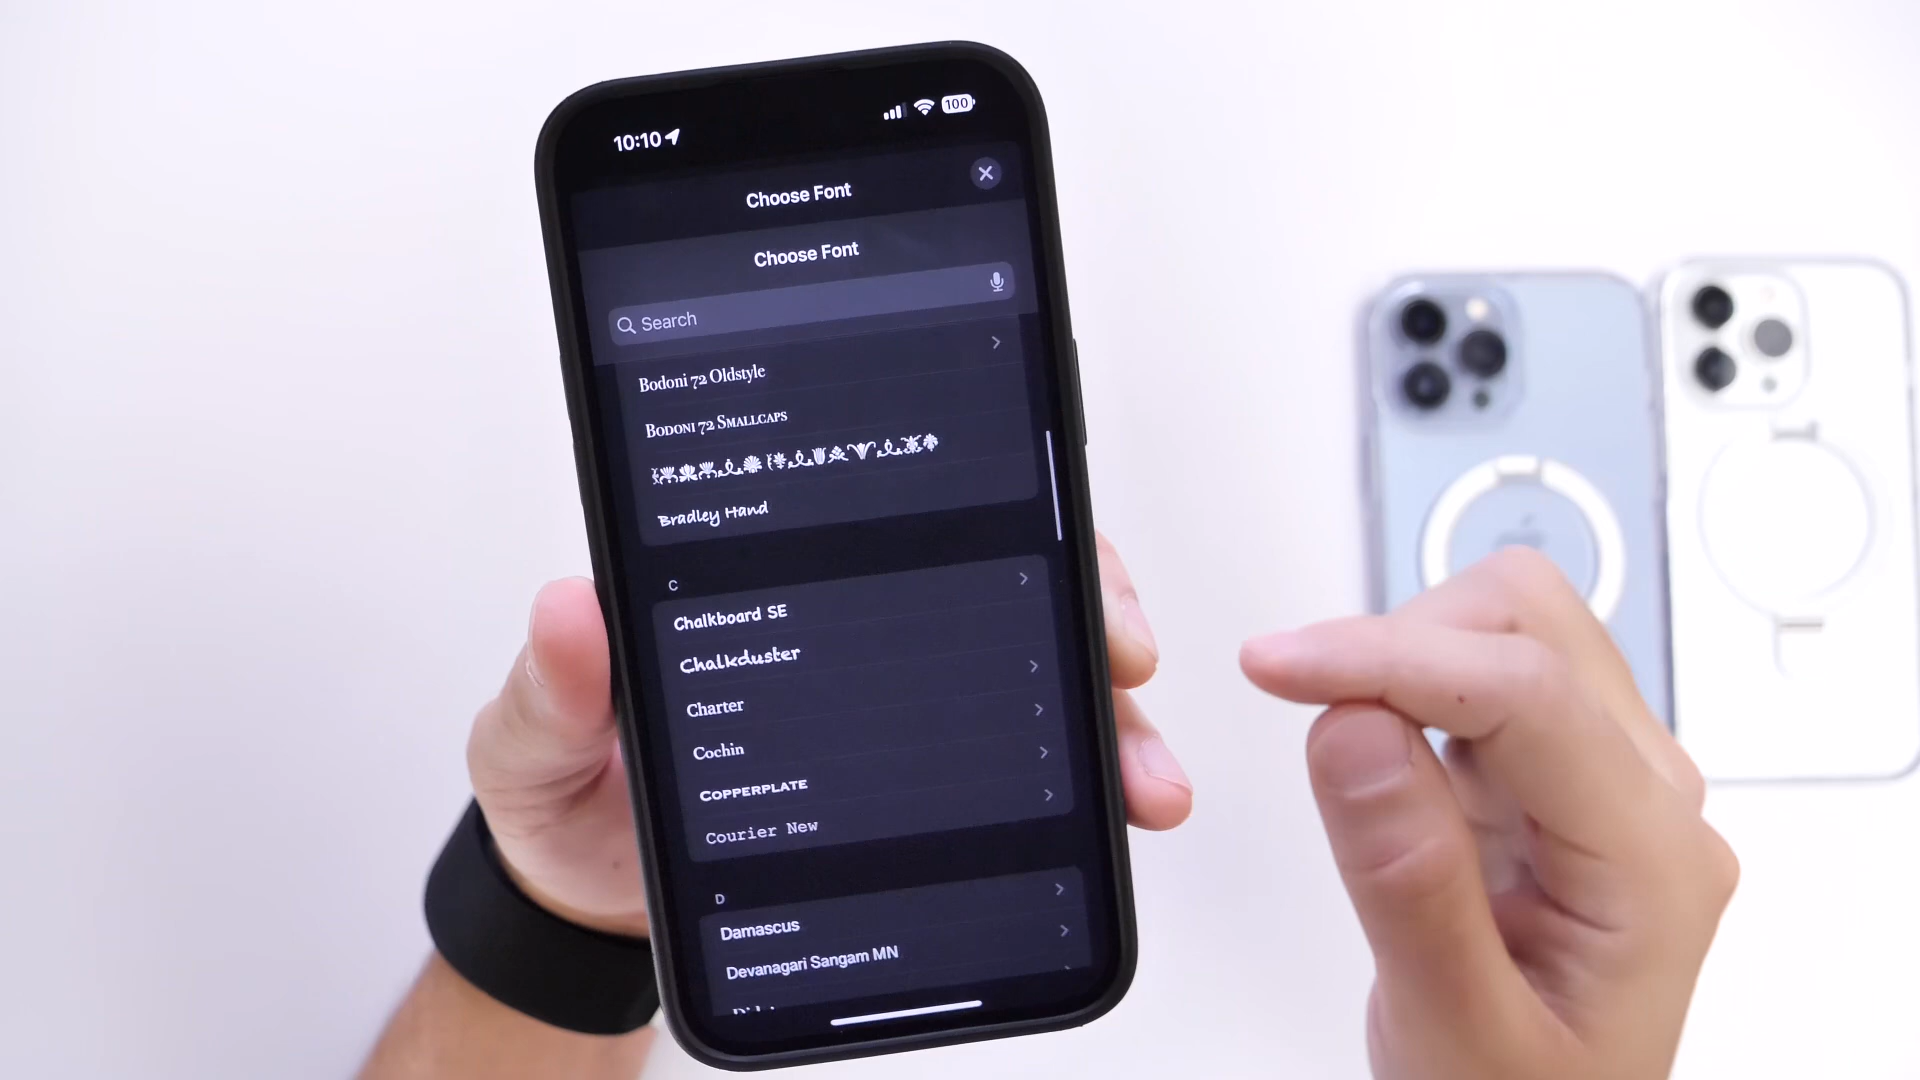 10:10
100
Choose Font
Choose Font
Search
Bodoni 72 Oldstyle
Bodoni 72 Smallcaps
Bradley Hand
C
Chalkboard SE
Chalkduster
Charter
Cochin
COPPERPLATE
Courier New
D
Damascus
Devanagari Sangam MN